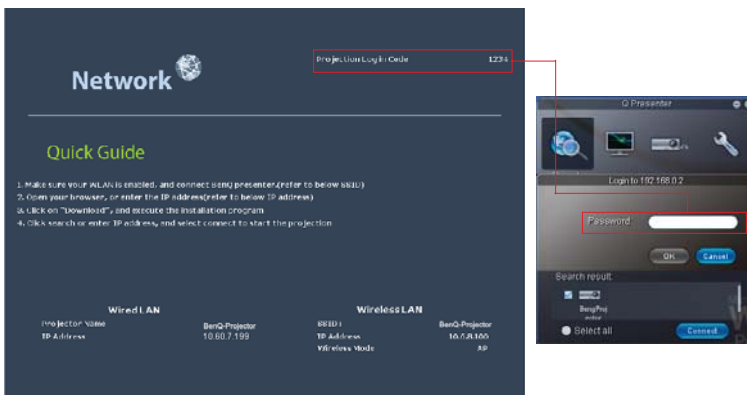 Network
Projection Login Code 1234
Quick Guide
1. Make sure your WLAN is enabled, and connect BenQ presenter.(refer to below SSID)
2. Open your browser, or enter the IP address(refer to below IP address)
3. Click on "Download", and execute the installation program
4. Click search or enter IP address, and select connect to start the projection
Wired LAN
Projector Name BenQ-Projector
IP Address 10.60.7.199
Wireless LAN
SSID : BenQ-Projector
IP Address 10.0.8.100
Wireless Mode AP
Q Presenter
Login to 192.168.0.2
Password:
OK Cancel
Search result:
BenqProj
Select all Connect